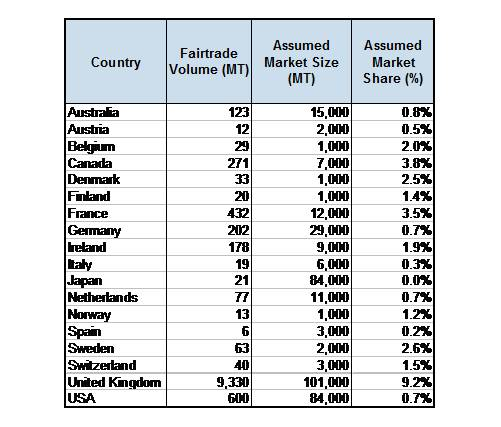 Country Fairtrade Volume (MT) Assumed Market Size (MT) Assumed Market Share (%)
Australia 123 15,000 0.8%
Austria 12 2,000 0.5%
Belgium 29 1,000 2.0%
Canada 271 7,000 3.8%
Denmark 33 1,000 2.5%
Finland 20 1,000 1.4%
France 432 12,000 3.5%
Germany 202 29,000 0.7%
Ireland 178 9,000 1.9%
Italy 19 6,000 0.3%
Japan 21 84,000 0.0%
Netherlands 77 11,000 0.7%
Norway 13 1,000 1.2%
Spain 6 3,000 0.2%
Sweden 63 2,000 2.6%
Switzerland 40 3,000 1.5%
United Kingdom 9,330 101,000 9.2%
USA 600 84,000 0.7%